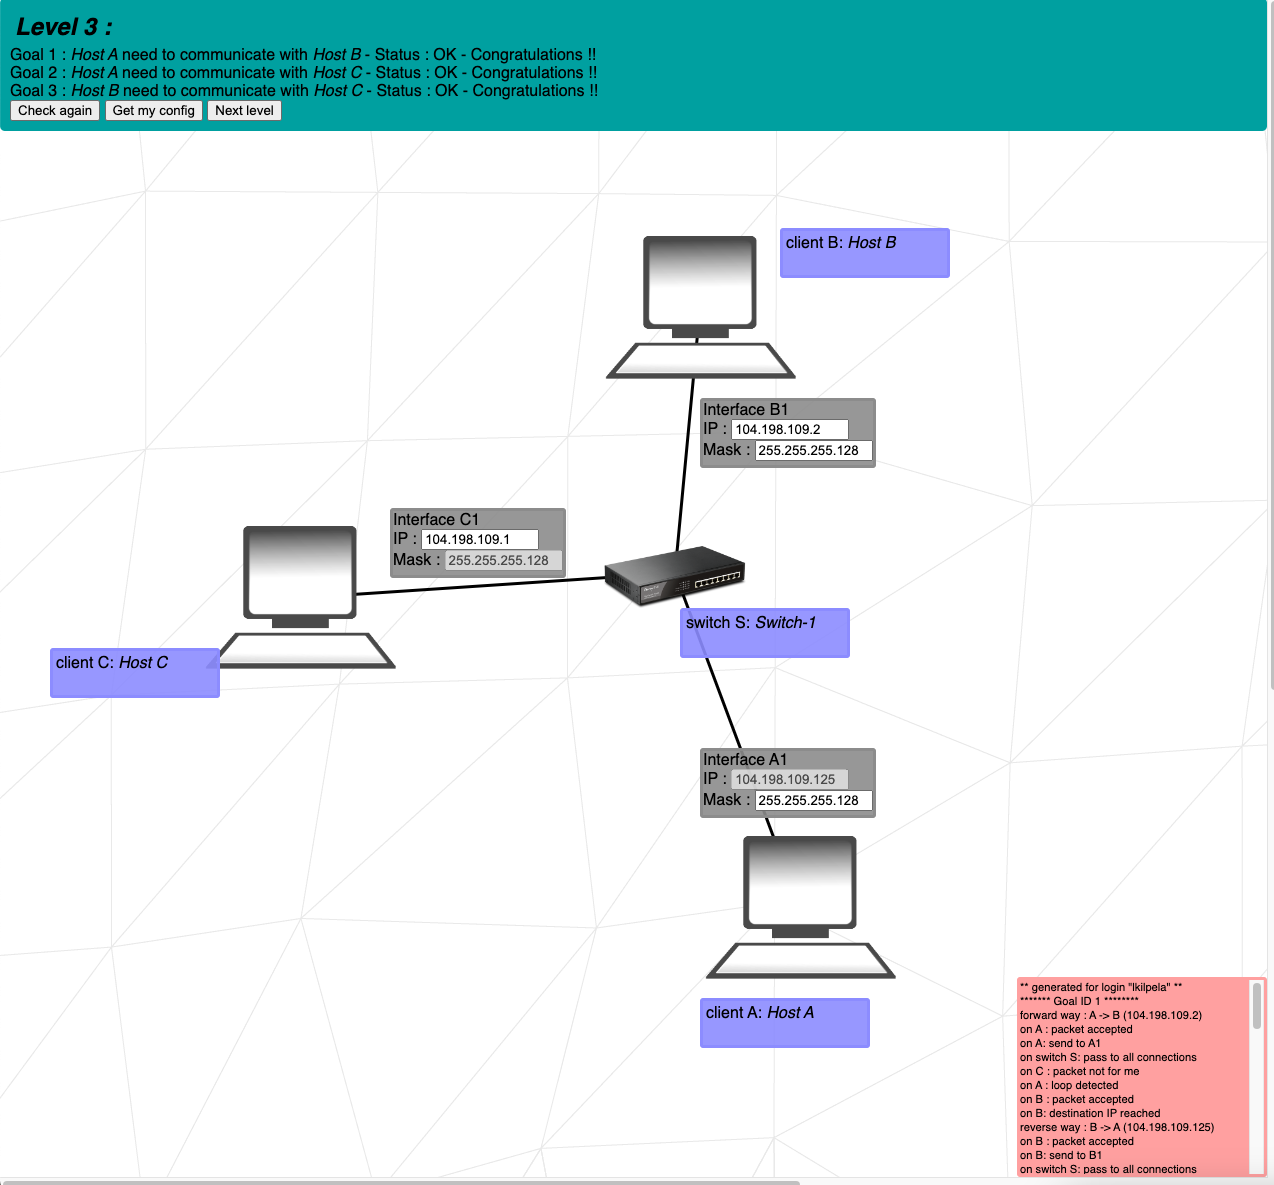 Level 3 :
Goal 1 : Host A need to communicate with Host B - Status : OK - Congratulations !!
Goal 2 : Host A need to communicate with Host C - Status : OK - Congratulations !!
Goal 3 : Host B need to communicate with Host C - Status : OK - Congratulations !!
Check again Get my config Next level
client B: Host B
Interface B1
IP : 104.198.109.2
Mask : 255.255.255.128
Interface C1
IP : 104.198.109.1
Mask : 255.255.255.128
switch S: Switch-1
client C: Host C
Interface A1
IP : 104.198.109.125
Mask : 255.255.255.128
client A: Host A
** generated for login "lkilpela" **
******* Goal ID 1 ********
forward way : A -> B (104.198.109.2)
on A : packet accepted
on A: send to A1
on switch S: pass to all connections
on C : packet not for me
on A : loop detected
on B : packet accepted
on B: destination IP reached
reverse way : B -> A (104.198.109.125)
on B : packet accepted
on B: send to B1
on switch S: pass to all connections